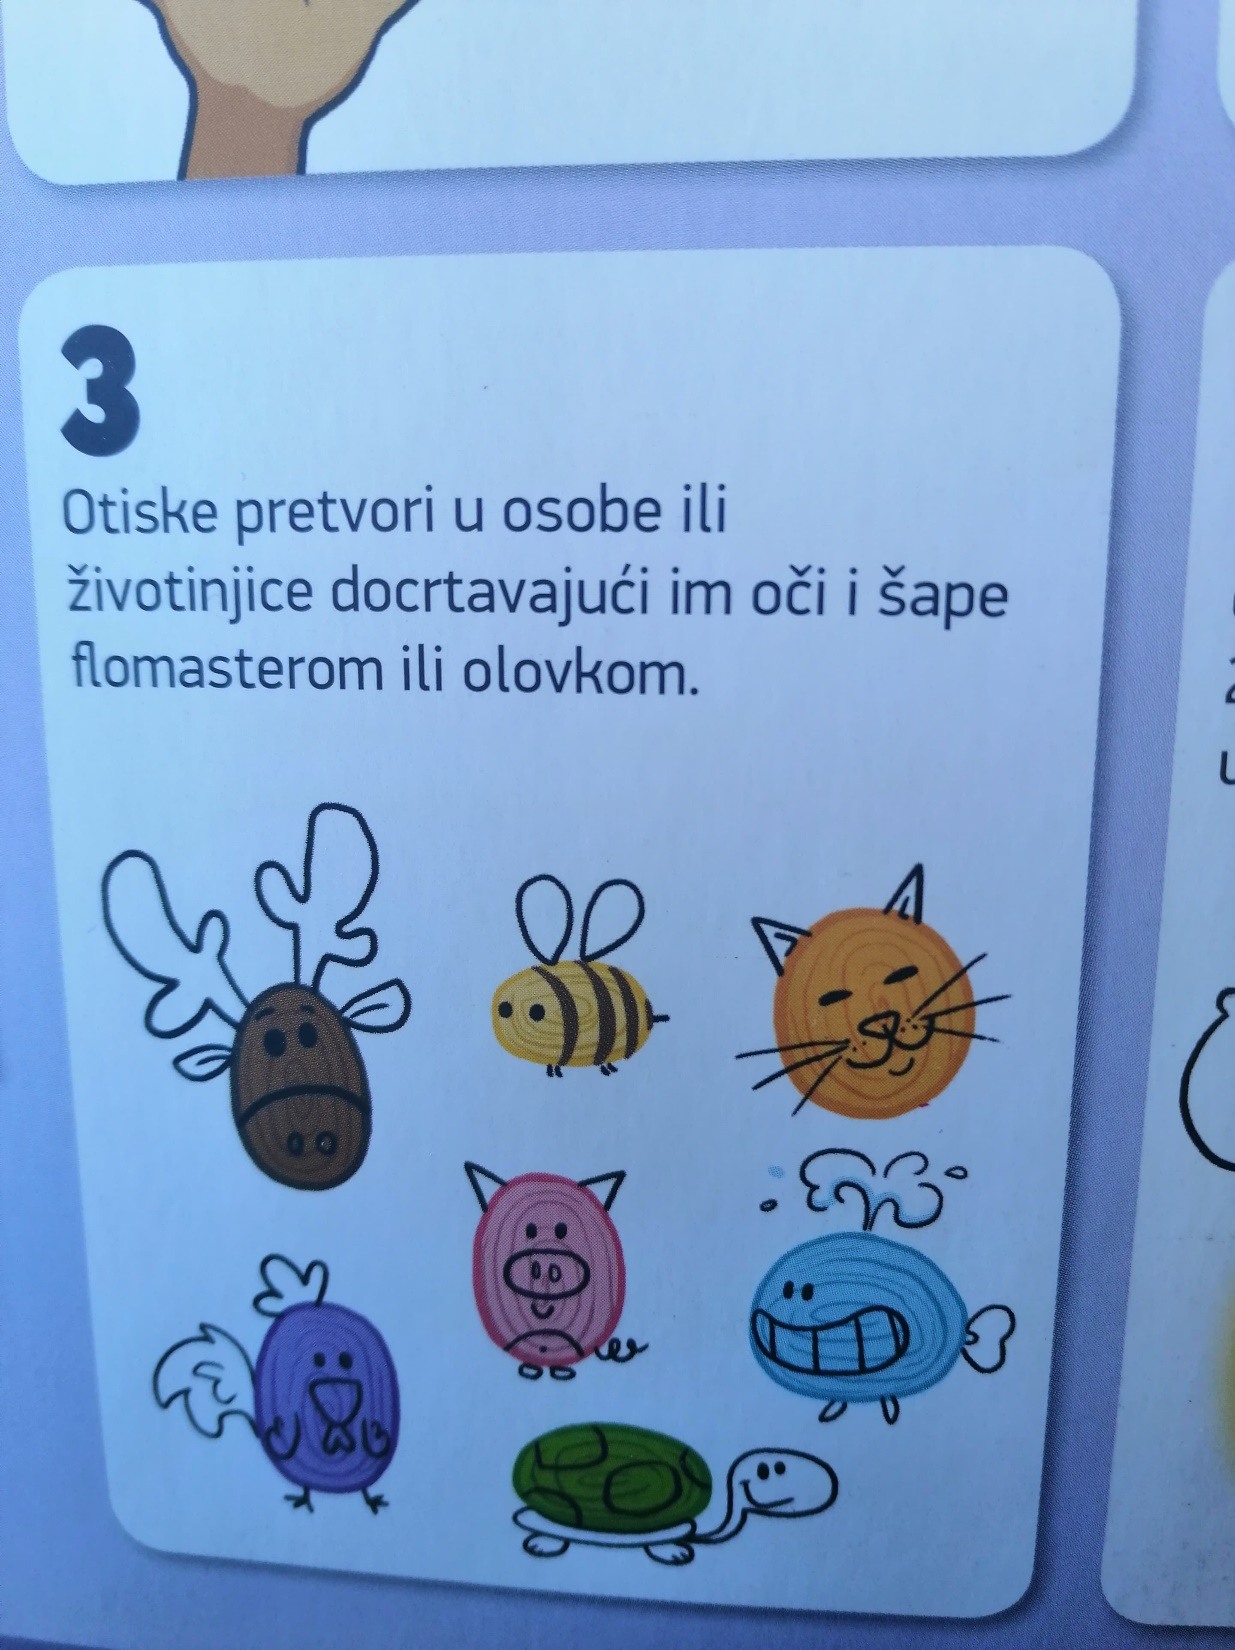 3
Otiske pretvori u osobe ili
životinjice docrtavajući im oči i šape
flomasterom ili olovkom.